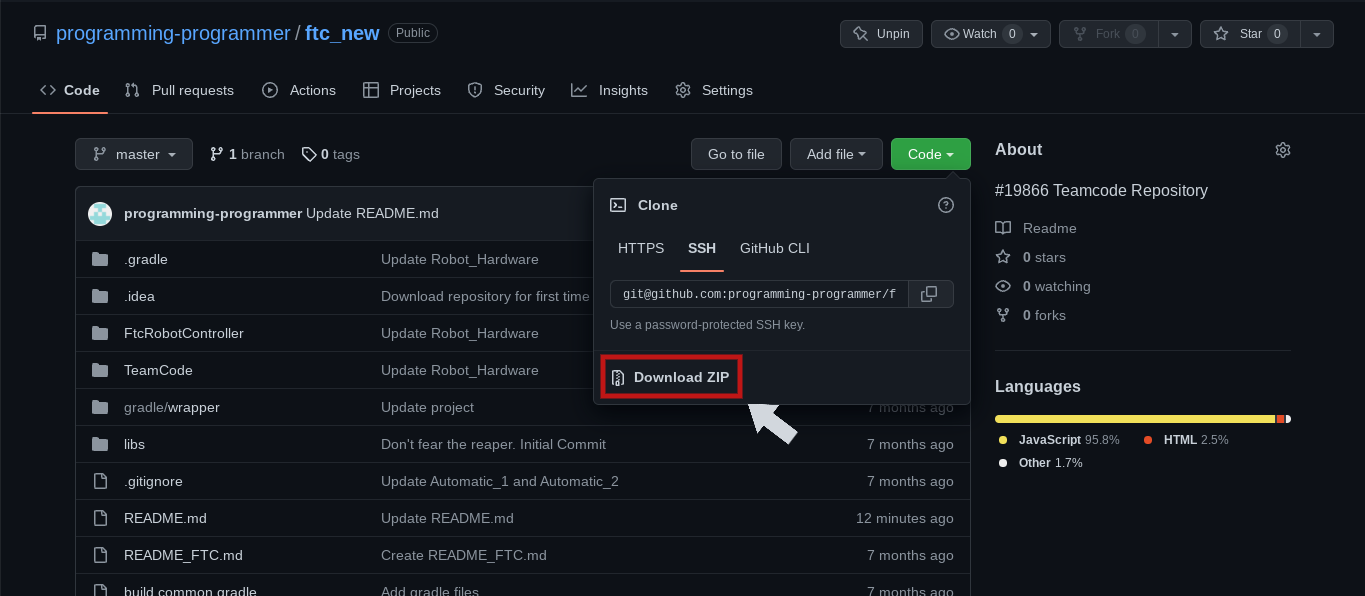 programming-programmer / ftc_new Public
Unpin Watch 0 Fork 0 Star 0
Code Pull requests Actions Projects Security Insights Settings
master 1 branch 0 tags Go to file Add file Code
programming-programmer Update README.md
.gradle Update Robot_Hardware
.idea Download repository for first time
FtcRobotController Update Robot_Hardware
TeamCode Update Robot_Hardware
gradle/wrapper Update project 7 months ago
libs Don't fear the reaper. Initial Commit 7 months ago
.gitignore Update Automatic_1 and Automatic_2 7 months ago
README.md Update README.md 12 minutes ago
README_FTC.md Create README_FTC.md 7 months ago
build.common.gradle Add gradle files 7 months ago
Clone
HTTPS SSH GitHub CLI
git@github.com:programming-programmer/f
Use a password-protected SSH key.
Download ZIP
About
#19866 Teamcode Repository
Readme
0 stars
0 watching
0 forks
Languages
JavaScript 95.8% HTML 2.5%
Other 1.7%